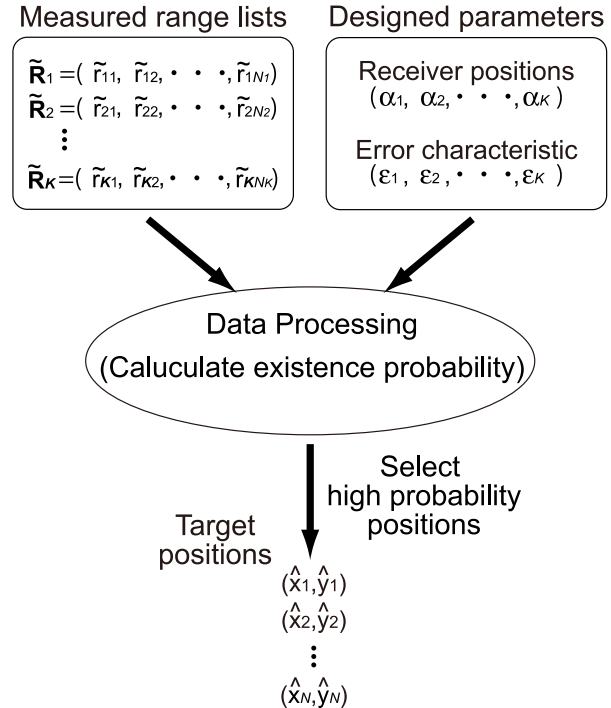 Measured range lists
R̃1=( r̃11, r̃12, · · ·, r̃1N1)
R̃2=( r̃21, r̃22, · · ·, r̃2N2)
⋮
R̃K=( r̃K1, r̃K2, · · ·, r̃KNK)
Designed parameters
Receiver positions
(α1, α2, · · ·, αK)
Error characteristic
(ε1, ε2, · · ·, εK)
Data Processing
(Caluculate existence probability)
Select
high probability
positions
Target
positions
(x̂1,ŷ1)
(x̂2,ŷ2)
⋮
(x̂N,ŷN)